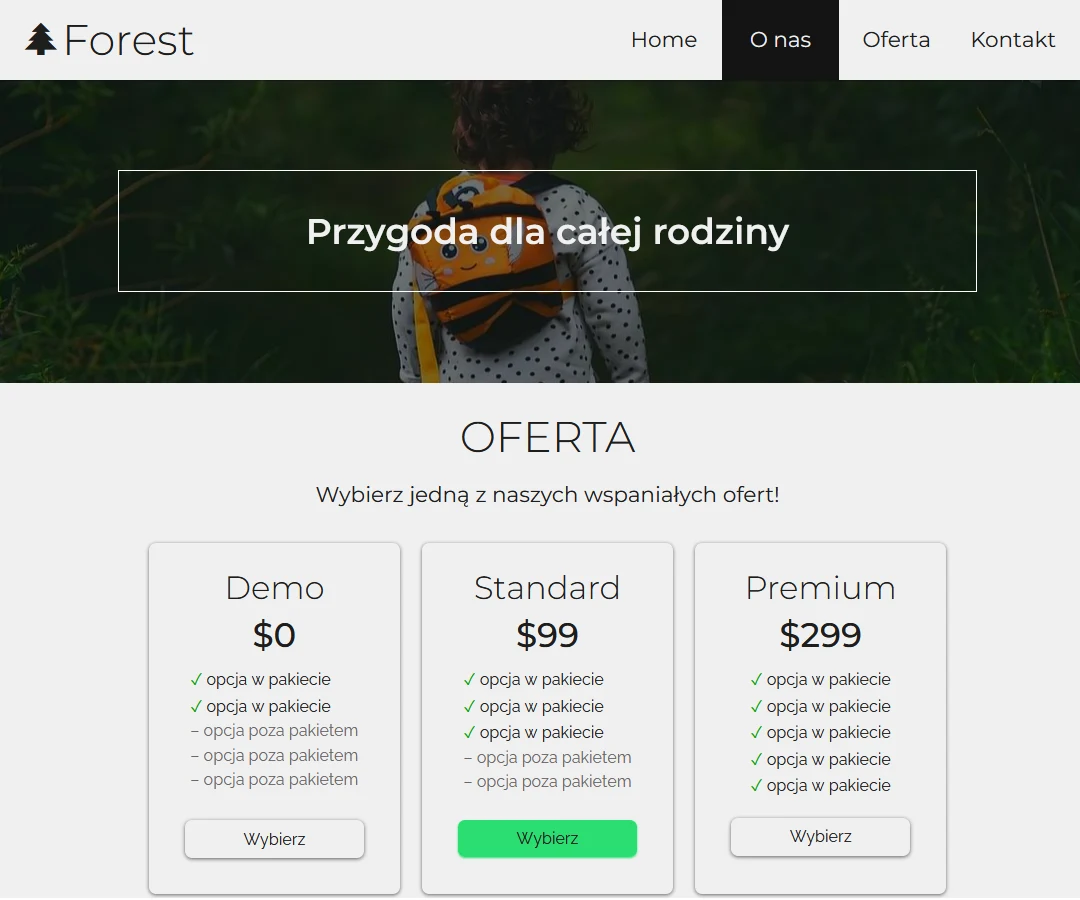 Forest
Home
O nas
Oferta
Kontakt
Przygoda dla całej rodziny
OFERTA
Wybierz jedną z naszych wspaniałych ofert!
Demo
$0
✓ opcja w pakiecie
✓ opcja w pakiecie
– opcja poza pakietem
– opcja poza pakietem
– opcja poza pakietem
Wybierz
Standard
$99
✓ opcja w pakiecie
✓ opcja w pakiecie
✓ opcja w pakiecie
– opcja poza pakietem
– opcja poza pakietem
Wybierz
Premium
$299
✓ opcja w pakiecie
✓ opcja w pakiecie
✓ opcja w pakiecie
✓ opcja w pakiecie
✓ opcja w pakiecie
Wybierz